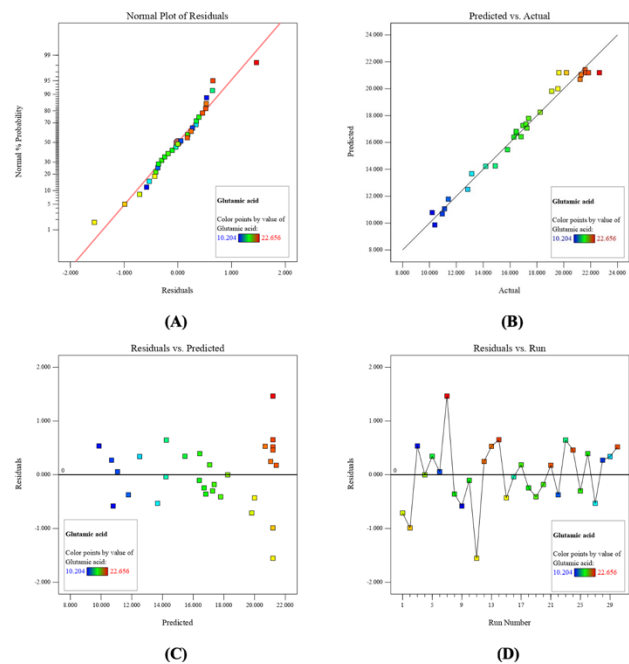 Normal Plot of Residuals
Normal % Probability
99
95
90
80
70
50
30
20
10
5
1
-2.000
-1.000
0.000
1.000
2.000
Residuals
Glutamic acid
Color points by value of
Glutamic acid:
10.204 22.656
(A)
Predicted vs. Actual
Predicted
24.000
22.000
20.000
18.000
16.000
14.000
12.000
10.000
8.000
8.000
10.000
12.000
14.000
16.000
18.000
20.000
22.000
24.000
Actual
Glutamic acid
Color points by value of
Glutamic acid:
10.204 22.656
(B)
Residuals vs. Predicted
Residuals
2.000
1.000
0.000
-1.000
-2.000
0
Glutamic acid
Color points by value of
Glutamic acid:
10.204 22.656
8.000
10.000
12.000
14.000
16.000
18.000
20.000
22.000
Predicted
(C)
Residuals vs. Run
Residuals
2.000
1.000
0.000
-1.000
-2.000
0
Glutamic acid
Color points by value of
Glutamic acid:
10.204 22.656
1
5
9
13
17
21
25
29
Run Number
(D)